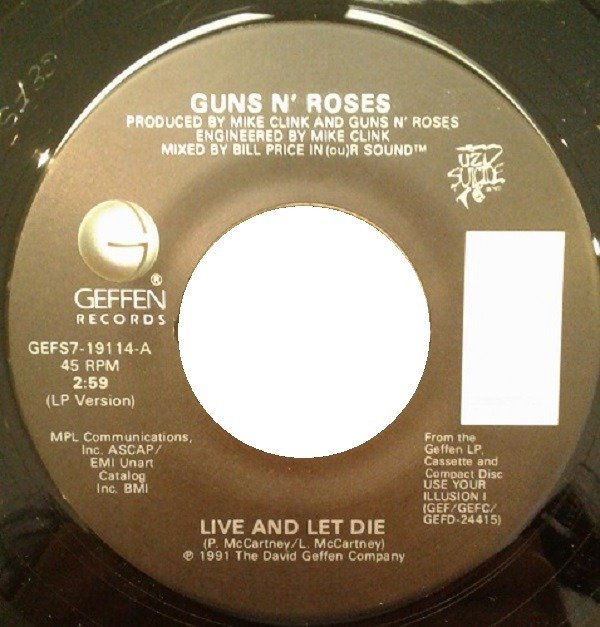 GUNS N' ROSES
PRODUCED BY MIKE CLINK AND GUNS N' ROSES
ENGINEERED BY MIKE CLINK
MIXED BY BILL PRICE IN (ou)R SOUND™
UZI
SUICIDE
GEFFEN
®
RECORDS
GEFS7-19114-A
45 RPM
2:59
(LP Version)
MPL Communications,
Inc. ASCAP/
EMI Unart
Catalog
Inc. BMI
From the
Geffen LP,
Cassette and
Compact Disc
USE YOUR
ILLUSION I
(GEF/GEFC/
GEFD-24415)
LIVE AND LET DIE
(P. McCartney/L. McCartney)
℗ 1991 The David Geffen Company